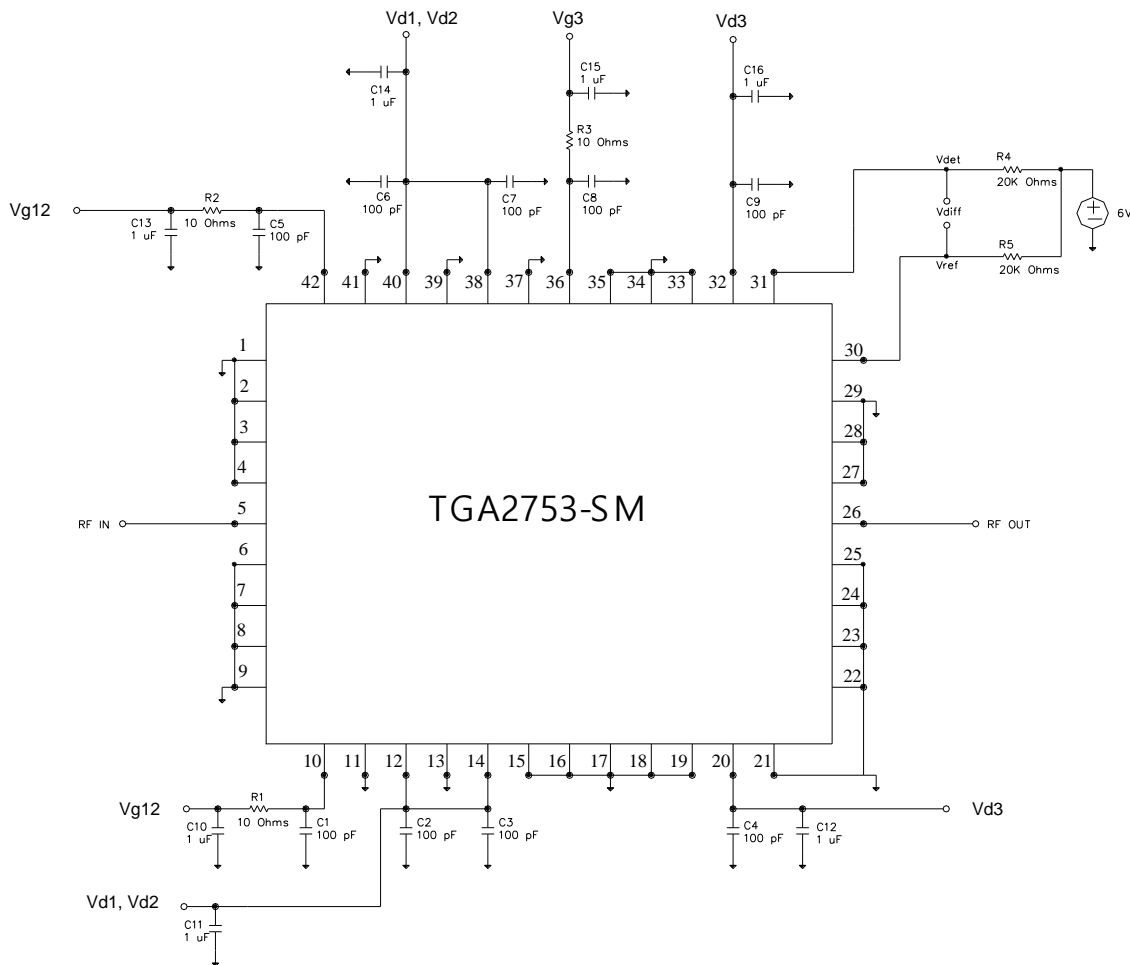 Vd1, Vd2
Vg3
Vd3
C14
1 uF
C15
1 uF
C16
1 uF
R3
10 Ohms
C6
100 pF
C7
100 pF
C8
100 pF
C9
100 pF
Vg12
C13
1 uF
R2
10 Ohms
C5
100 pF
Vdet
R4
20K Ohms
Vdiff
6V
Vref
R5
20K Ohms
42
41
40
39
38
37
36
35
34
33
32
31
1
2
3
4
5
6
7
8
9
RF IN
TGA2753-SM
30
29
28
27
26
25
24
23
22
RF OUT
10
11
12
13
14
15
16
17
18
19
20
21
Vg12
C10
1 uF
R1
10 Ohms
C1
100 pF
C2
100 pF
C3
100 pF
C4
100 pF
C12
1 uF
Vd3
Vd1, Vd2
C11
1 uF